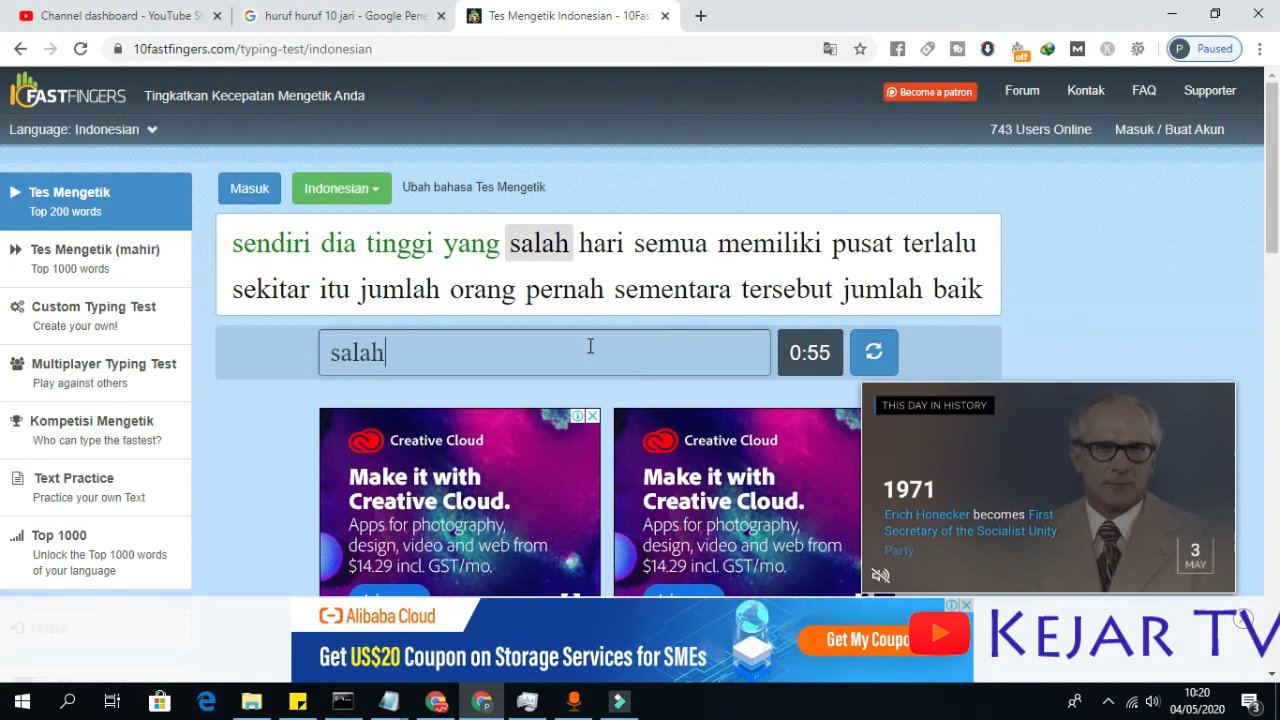 Channel dashboard - YouTube St
huruf huruf 10 jari - Google Pene
Tes Mengetik Indonesian - 10Fast
10fastfingers.com/typing-test/indonesian
off
M
K
P Paused
FASTFINGERS
Tingkatkan Kecepatan Mengetik Anda
Become a patron
Forum
Kontak
FAQ
Supporter
Language: Indonesian
743 Users Online
Masuk / Buat Akun
Tes Mengetik
Top 200 words
Tes Mengetik (mahir)
Top 1000 words
Custom Typing Test
Create your own!
Multiplayer Typing Test
Play against others
Kompetisi Mengetik
Who can type the fastest?
Text Practice
Practice your own Text
Top 1000
Unlock the Top 1000 words
of your language
Masuk
Masuk
Indonesian
Ubah bahasa Tes Mengetik
sendiri dia tinggi yang salah hari semua memiliki pusat terlalu
sekitar itu jumlah orang pernah sementara tersebut jumlah baik
salah
0:55
Creative Cloud
Make it with
Creative Cloud.
Apps for photography,
design, video and web from
$14.29 incl. GST/mo.
Creative Cloud
Make it with
Creative Cloud.
Apps for photography,
design, video and web from
$14.29 incl. GST/mo.
THIS DAY IN HISTORY
1971
Erich Honecker becomes First
Secretary of the Socialist Unity
Party
3
MAY
Alibaba Cloud
Get US$20 Coupon on Storage Services for SMEs
Get My Coupo
KEJAR TV
10:20
04/05/2020
3